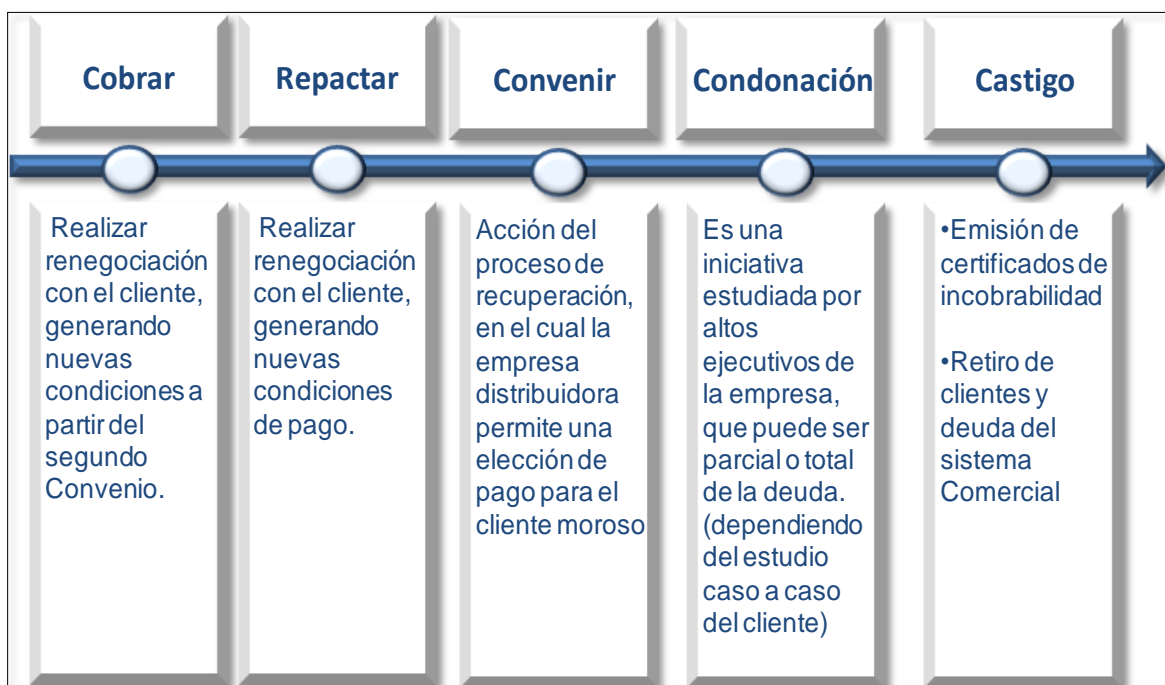 Cobrar
Repactar
Convenir
Condonación
Castigo
Realizar
renegociación
con el cliente,
generando
nuevas
condiciones a
partir del
segundo
Convenio.
Realizar
renegociación
con el cliente,
generando
nuevas
condiciones
de pago.
Acción del
proceso de
recuperación,
en el cual la
empresa
distribuidora
permite una
elección de
pago para el
cliente moroso
Es una
iniciativa
estudiada por
altos
ejecutivos de
la empresa,
que puede ser
parcial o total
de la deuda.
(dependiendo
del estudio
caso a caso
del cliente)
•Emisión de
certificados de
incobrabilidad
•Retiro de
clientes y
deuda del
sistema
Comercial